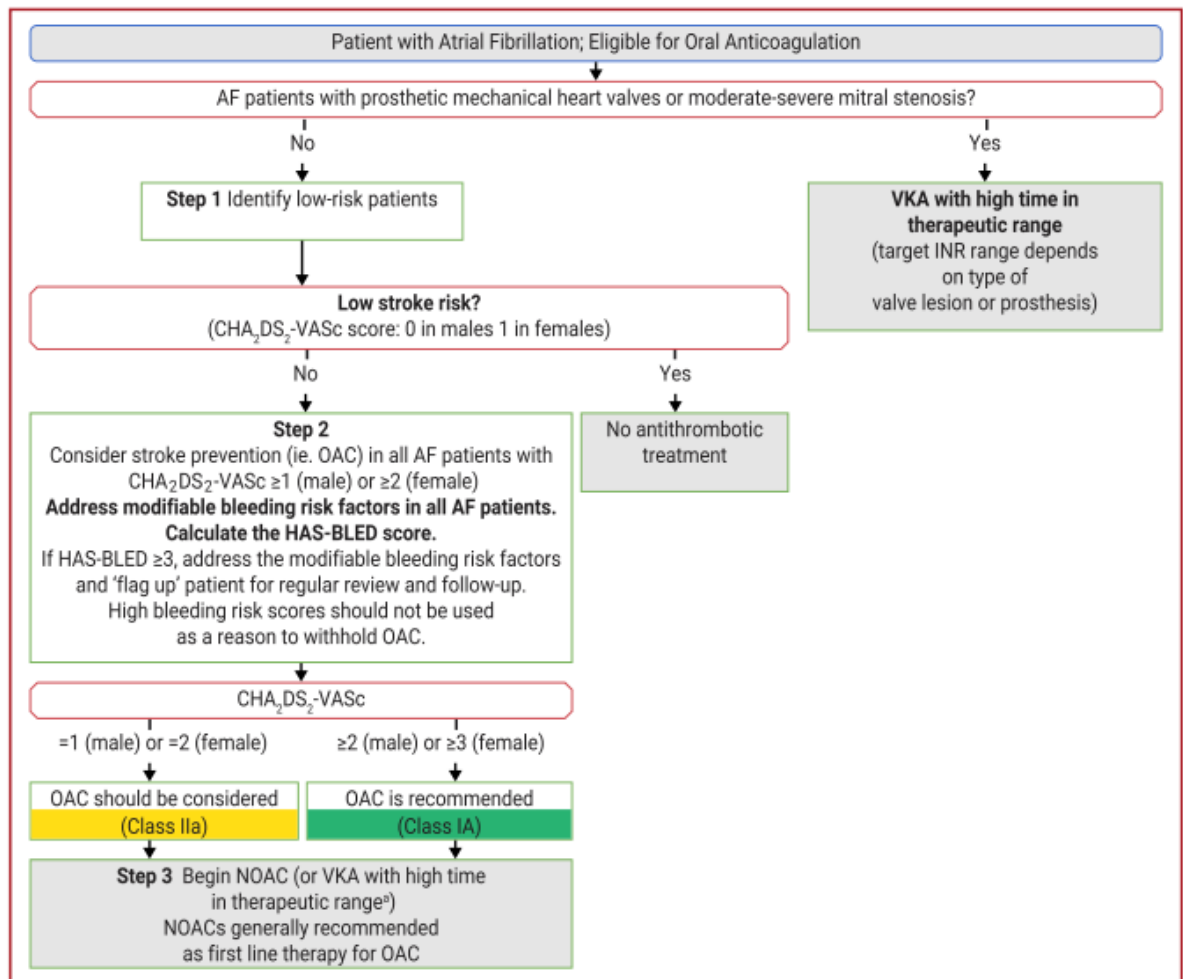 Patient with Atrial Fibrillation; Eligible for Oral Anticoagulation
AF patients with prosthetic mechanical heart valves or moderate-severe mitral stenosis?
No
Yes
Step 1 Identify low-risk patients
VKA with high time in
therapeutic range
(target INR range depends
on type of
valve lesion or prosthesis)
Low stroke risk?
(CHA₂DS₂-VASc score: 0 in males 1 in females)
No
Yes
Step 2
Consider stroke prevention (ie. OAC) in all AF patients with
CHA₂DS₂-VASc ≥1 (male) or ≥2 (female)
Address modifiable bleeding risk factors in all AF patients.
Calculate the HAS-BLED score.
If HAS-BLED ≥3, address the modifiable bleeding risk factors
and ‘flag up’ patient for regular review and follow-up.
High bleeding risk scores should not be used
as a reason to withhold OAC.
No antithrombotic
treatment
CHA₂DS₂-VASc
=1 (male) or =2 (female)
≥2 (male) or ≥3 (female)
OAC should be considered
(Class IIa)
OAC is recommended
(Class IA)
Step 3 Begin NOAC (or VKA with high time
in therapeutic rangeᵃ)
NOACs generally recommended
as first line therapy for OAC